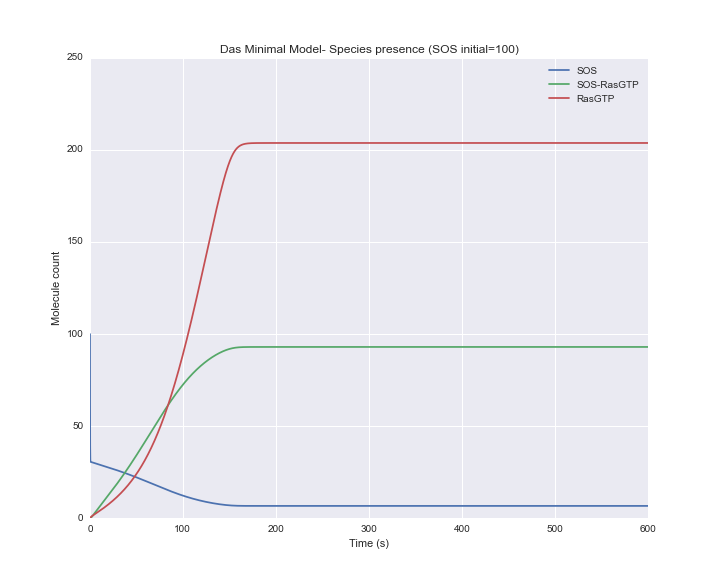 Das Minimal Model- Species presence (SOS initial=100)
250
200
150
100
50
0
Molecule count
SOS
SOS-RasGTP
RasGTP
0 100 200 300 400 500 600
Time (s)